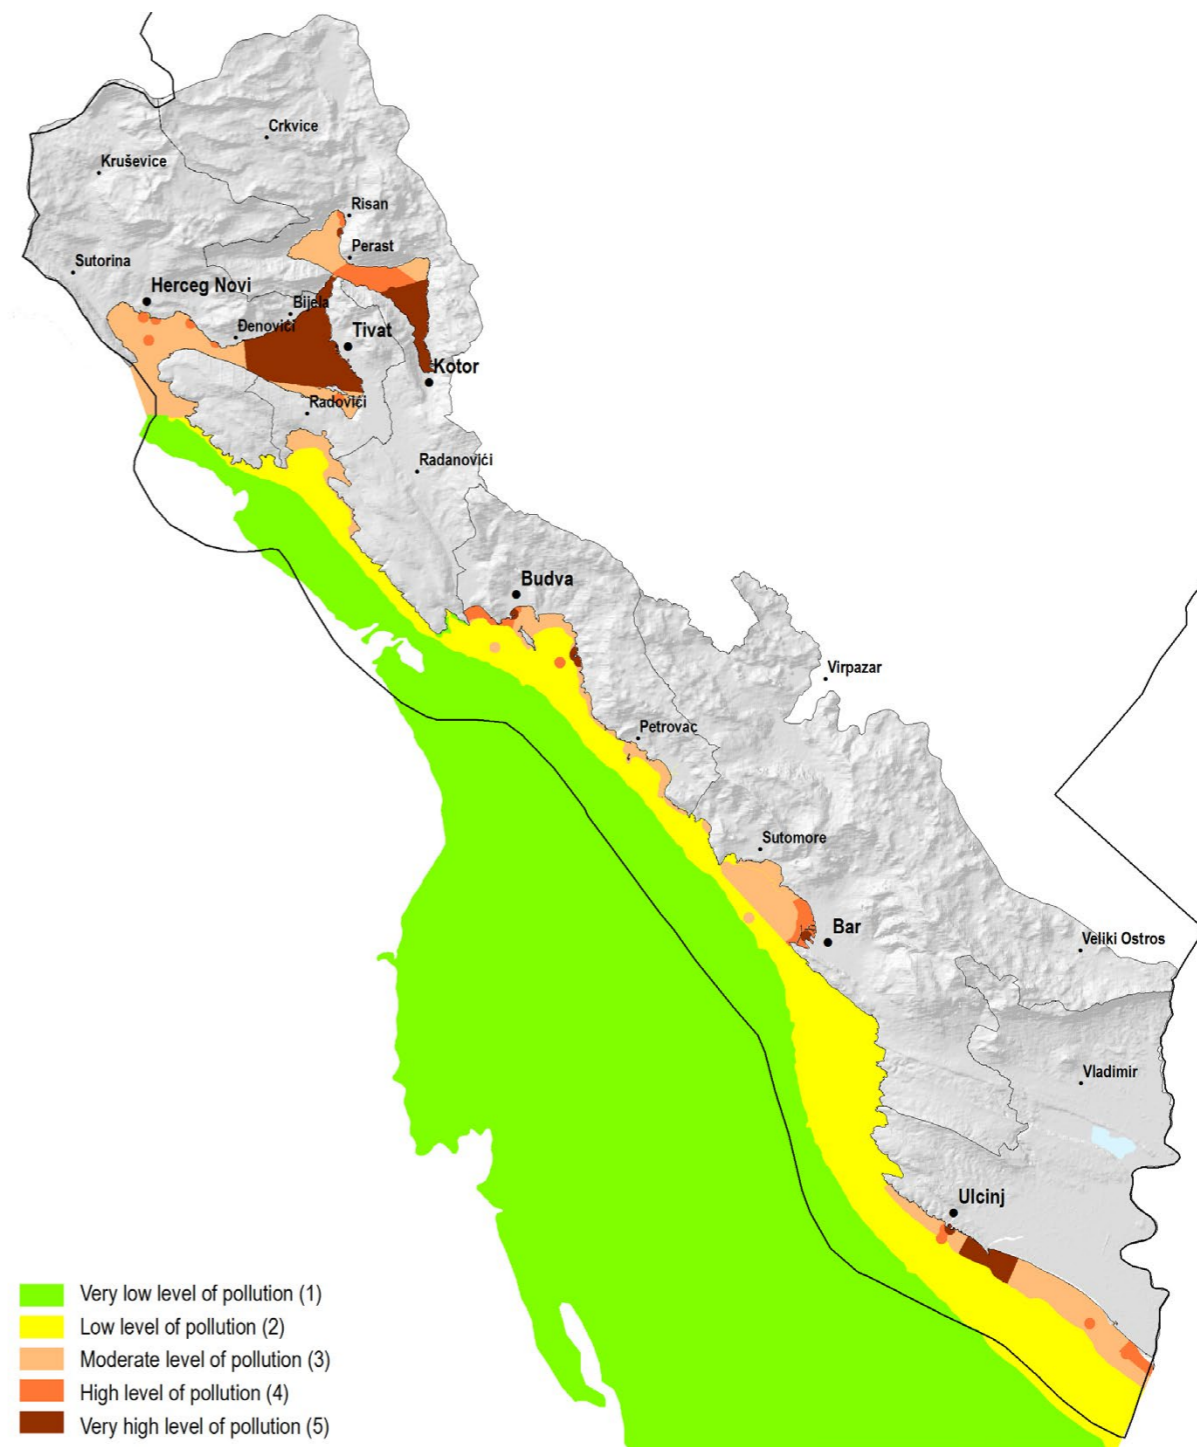 Crkvice
Kruševice
Risan
Perast
Sutorina
Herceg Novi
Bijela
Đenovići
Tivat
Kotor
Radovići
Radanovići
Budva
Virpazar
Petrovac
Sutomore
Bar
Veliki Ostros
Vladimir
Ulcinj
Very low level of pollution (1)
Low level of pollution (2)
Moderate level of pollution (3)
High level of pollution (4)
Very high level of pollution (5)